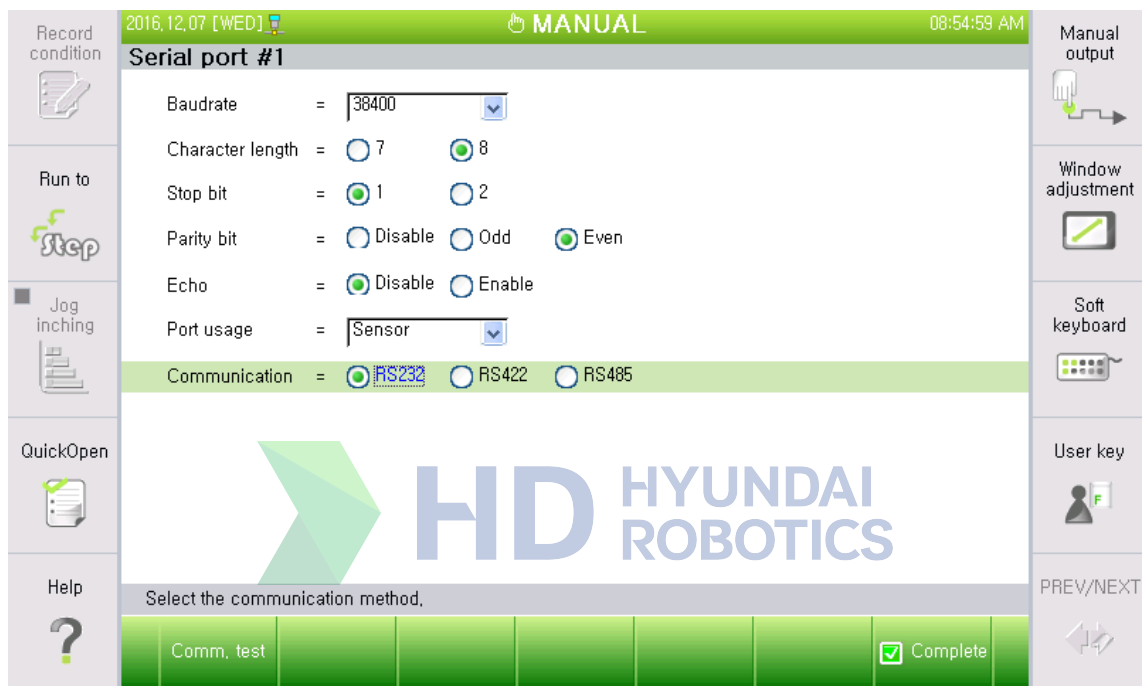 Record condition
Run to
Step
Jog inching
QuickOpen
Help
?
2016,12,07 [WED]
MANUAL
08:54:59 AM
Serial port #1
Baudrate = 38400
Character length = 7 8
Stop bit = 1 2
Parity bit = Disable Odd Even
Echo = Disable Enable
Port usage = Sensor
Communication = RS232 RS422 RS485
HD HYUNDAI
ROBOTICS
Select the communication method,
Comm, test
Complete
Manual output
Window adjustment
Soft keyboard
User key
F
PREV/NEXT